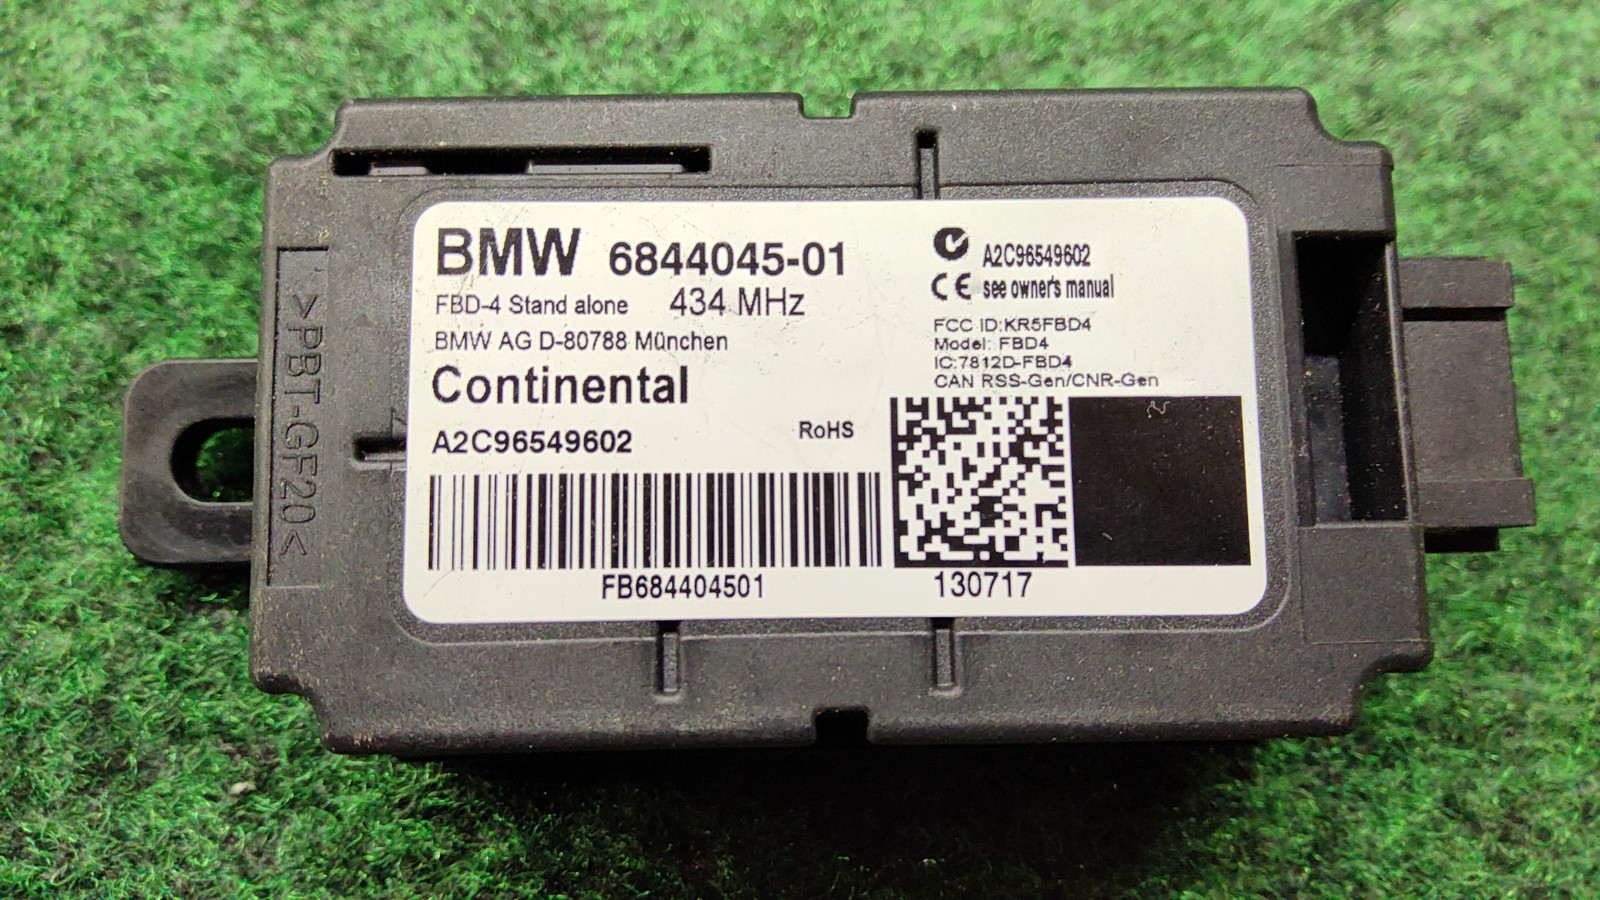 BMW 6844045-01
FBD-4 Stand alone 434 MHz
BMW AG D-80788 München
Continental
A2C96549602
RoHS
FB684404501
A2C96549602
CE see owner's manual
FCC ID:KR5FBD4
Model: FBD4
IC:7812D-FBD4
CAN RSS-Gen/CNR-Gen
130717
>PBT-GF20<